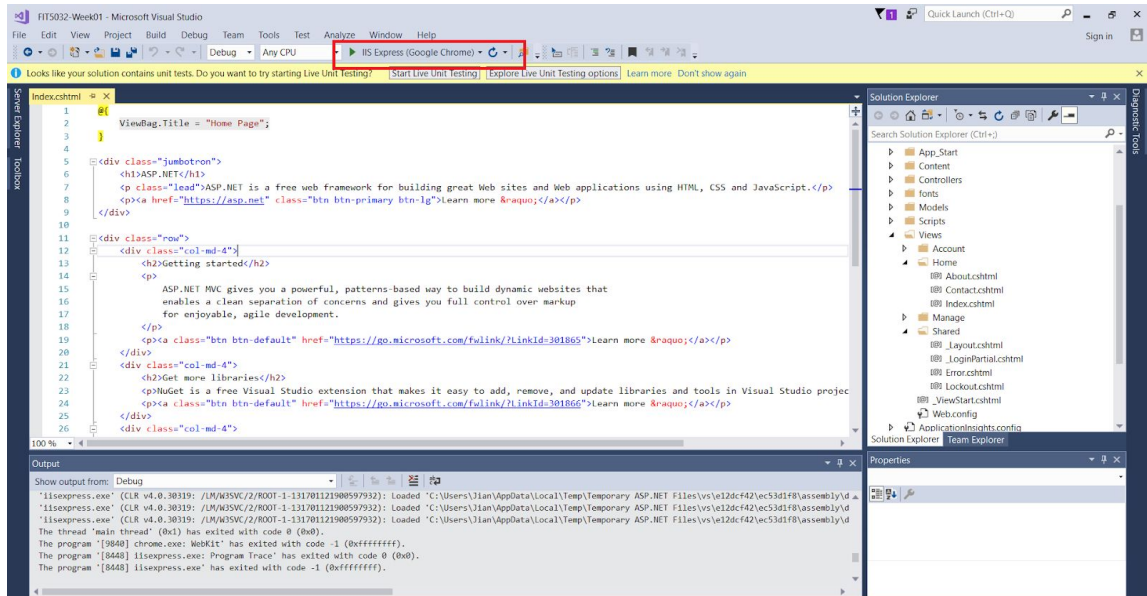 FIT5032-Week01 - Microsoft Visual Studio
1
Quick Launch (Ctrl+Q)
File Edit View Project Build Debug Team Tools Test Analyze Window Help
Sign in
Debug Any CPU IIS Express (Google Chrome)
Looks like your solution contains unit tests. Do you want to try starting Live Unit Testing? Start Live Unit Testing Explore Live Unit Testing options Learn more Don't show again
Server Explorer
Toolbox
Index.cshtml
1 @{
2 ViewBag.Title = "Home Page";
3 }
4
5 <div class="jumbotron">
6 <h1>ASP.NET</h1>
7 <p class="lead">ASP.NET is a free web framework for building great Web sites and Web applications using HTML, CSS and JavaScript.</p>
8 <p><a href="https://asp.net" class="btn btn-primary btn-lg">Learn more &raquo;</a></p>
9 </div>
10
11 <div class="row">
12 <div class="col-md-4">
13 <h2>Getting started</h2>
14 <p>
15 ASP.NET MVC gives you a powerful, patterns-based way to build dynamic websites that
16 enables a clean separation of concerns and gives you full control over markup
17 for enjoyable, agile development.
18 </p>
19 <p><a class="btn btn-default" href="https://go.microsoft.com/fwlink/?LinkId=301865">Learn more &raquo;</a></p>
20 </div>
21 <div class="col-md-4">
22 <h2>Get more libraries</h2>
23 <p>NuGet is a free Visual Studio extension that makes it easy to add, remove, and update libraries and tools in Visual Studio projec
24 <p><a class="btn btn-default" href="https://go.microsoft.com/fwlink/?LinkId=301866">Learn more &raquo;</a></p>
25 </div>
26 <div class="col-md-4">
100 %
Output
Show output from: Debug
'iisexpress.exe' (CLR v4.0.30319: /LM/W3SVC/2/ROOT-1-131701121900597932): Loaded 'C:\Users\Jian\AppData\Local\Temp\Temporary ASP.NET Files\vs\e12dcf42\ec53d1f8\assembly\d
'iisexpress.exe' (CLR v4.0.30319: /LM/W3SVC/2/ROOT-1-131701121900597932): Loaded 'C:\Users\Jian\AppData\Local\Temp\Temporary ASP.NET Files\vs\e12dcf42\ec53d1f8\assembly\d
'iisexpress.exe' (CLR v4.0.30319: /LM/W3SVC/2/ROOT-1-131701121900597932): Loaded 'C:\Users\Jian\AppData\Local\Temp\Temporary ASP.NET Files\vs\e12dcf42\ec53d1f8\assembly\d
The thread 'main thread' (0x1) has exited with code 0 (0x0).
The program '[9840] chrome.exe: WebKit' has exited with code -1 (0xffffffff).
The program '[8448] iisexpress.exe: Program Trace' has exited with code 0 (0x0).
The program '[8448] iisexpress.exe' has exited with code -1 (0xffffffff).
Solution Explorer
Search Solution Explorer (Ctrl+;)
App_Start
Content
Controllers
fonts
Models
Scripts
Views
Account
Home
About.cshtml
Contact.cshtml
Index.cshtml
Manage
Shared
_Layout.cshtml
_LoginPartial.cshtml
Error.cshtml
Lockout.cshtml
_ViewStart.cshtml
Web.config
ApplicationInsights.config
Solution Explorer Team Explorer
Properties
Diagnostic Tools